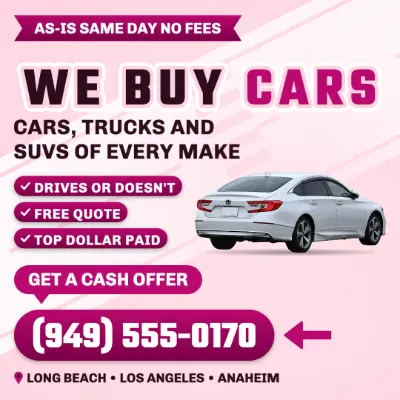 AS-IS SAME DAY NO FEES
WE BUY CARS
CARS, TRUCKS AND
SUVS OF EVERY MAKE
DRIVES OR DOESN'T
FREE QUOTE
TOP DOLLAR PAID
GET A CASH OFFER
(949) 555-0170
LONG BEACH • LOS ANGELES • ANAHEIM